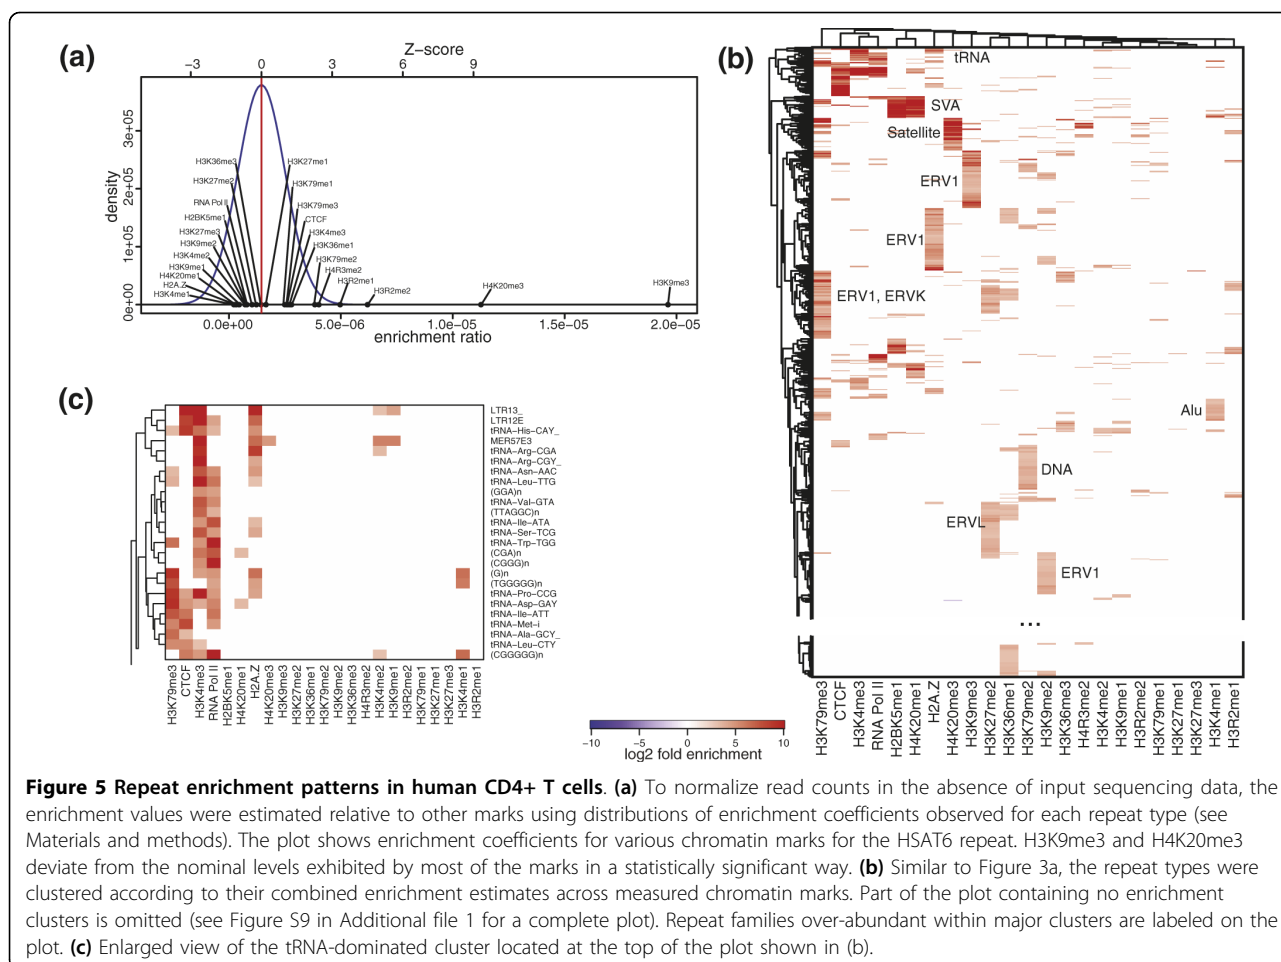 (a)
Z−score
−3 0 3 6 9
density
0e+00 1e+05 2e+05 3e+05
H3K36me3
H3K27me2
RNA Pol II
H2BK5me1
H3K27me3
H3K9me2
H3K4me2
H3K9me1
H4K20me1
H2A.Z
H3K4me1
H3K27me1
H3K79me1
H3K79me3
CTCF
H3K4me3
H3K36me1
H3K79me2
H4R3me2
H3R2me1
H3R2me2
H4K20me3
H3K9me3
0.0e+00 5.0e−06 1.0e−05 1.5e−05 2.0e−05
enrichment ratio
(b)
tRNA
SVA
Satellite
ERV1
ERV1
ERV1, ERVK
Alu
DNA
ERVL
ERV1
...
H3K79me3
CTCF
H3K4me3
RNA Pol II
H2BK5me1
H4K20me1
H2A.Z
H4K20me3
H3K9me3
H3K27me2
H3K36me1
H3K79me2
H3K9me2
H3K36me3
H4R3me2
H3K4me2
H3K9me1
H3R2me2
H3K79me1
H3K27me1
H3K27me3
H3K4me1
H3R2me1
(c)
LTR13_
LTR12E
tRNA−His−CAY_
MER57E3
tRNA−Arg−CGA
tRNA−Arg−CGY_
tRNA−Asn−AAC
tRNA−Leu−TTG
(GGA)n
tRNA−Val−GTA
(TTAGGC)n
tRNA−Ile−ATA
tRNA−Ser−TCG
tRNA−Trp−TGG
(CGA)n
(CGGG)n
(G)n
(TGGGGG)n
tRNA−Pro−CCG
tRNA−Asp−GAY
tRNA−Ile−ATT
tRNA−Met−i
tRNA−Ala−GCY_
tRNA−Leu−CTY
(CGGGGG)n
H3K79me3
CTCF
H3K4me3
RNA Pol II
H2BK5me1
H4K20me1
H2A.Z
H4K20me3
H3K9me3
H3K27me2
H3K36me1
H3K79me2
H3K9me2
H3K36me3
H4R3me2
H3K4me2
H3K9me1
H3R2me2
H3K79me1
H3K27me1
H3K27me3
H3K4me1
H3R2me1
−10 −5 0 5 10
log2 fold enrichment
Figure 5 Repeat enrichment patterns in human CD4+ T cells. (a) To normalize read counts in the absence of input sequencing data, the
enrichment values were estimated relative to other marks using distributions of enrichment coefficients observed for each repeat type (see
Materials and methods). The plot shows enrichment coefficients for various chromatin marks for the HSAT6 repeat. H3K9me3 and H4K20me3
deviate from the nominal levels exhibited by most of the marks in a statistically significant way. (b) Similar to Figure 3a, the repeat types were
clustered according to their combined enrichment estimates across measured chromatin marks. Part of the plot containing no enrichment
clusters is omitted (see Figure S9 in Additional file 1 for a complete plot). Repeat families over-abundant within major clusters are labeled on the
plot. (c) Enlarged view of the tRNA-dominated cluster located at the top of the plot shown in (b).